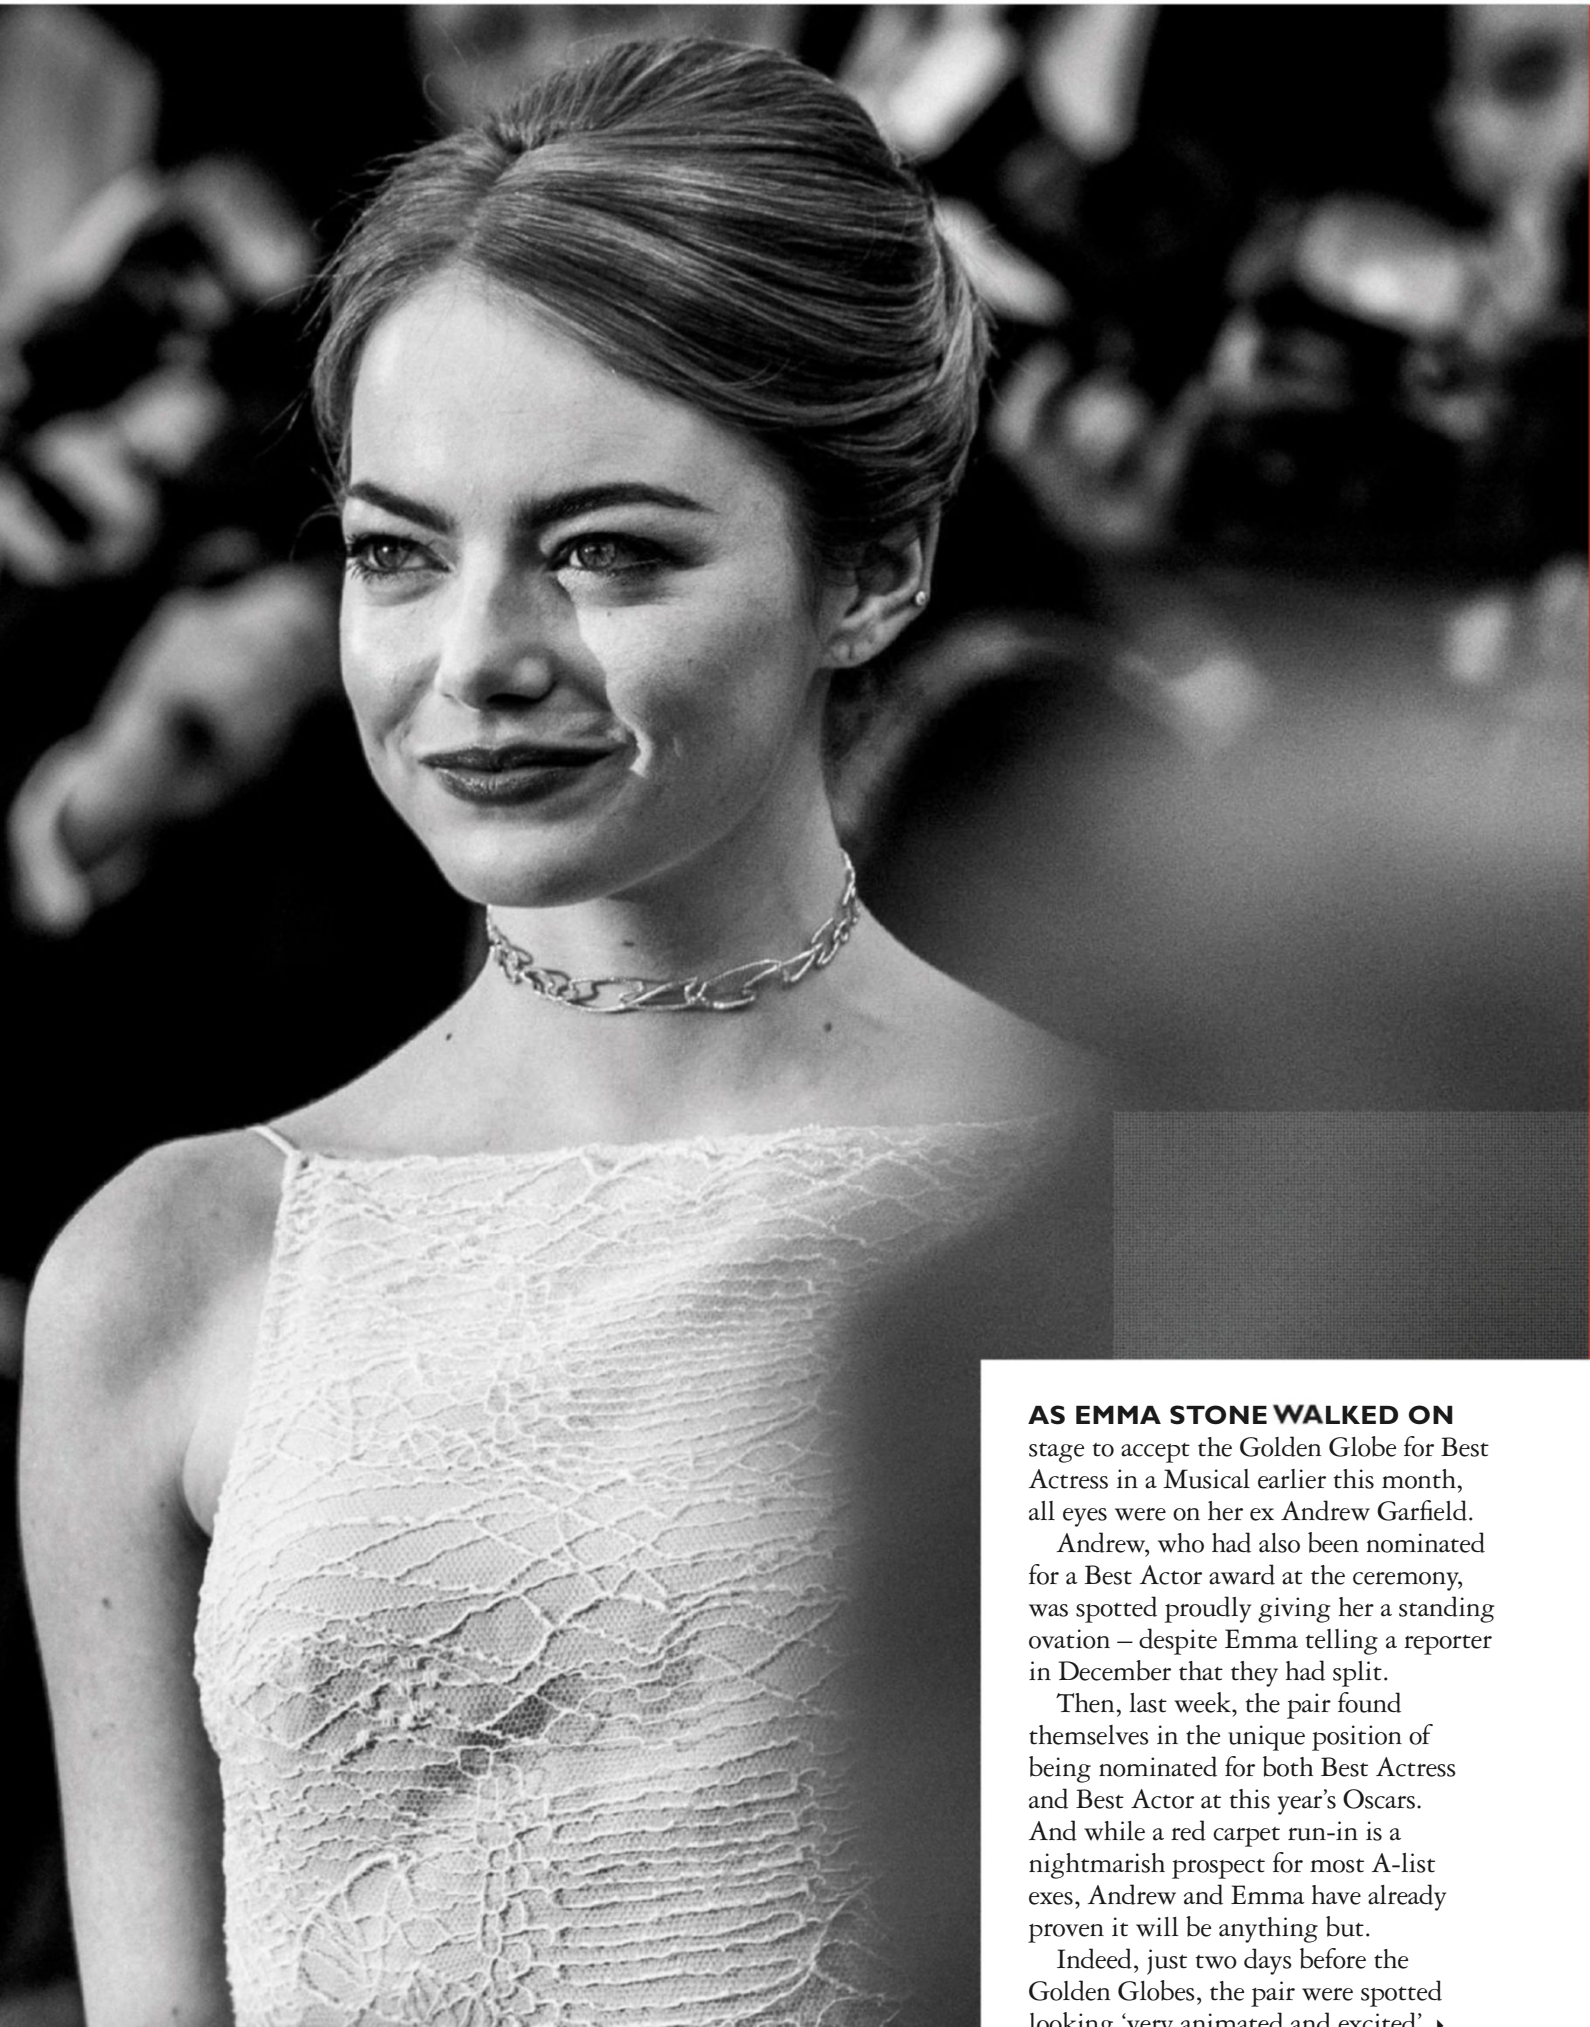 AS EMMA STONE WALKED ON
stage to accept the Golden Globe for Best
Actress in a Musical earlier this month,
all eyes were on her ex Andrew Garfield.
Andrew, who had also been nominated
for a Best Actor award at the ceremony,
was spotted proudly giving her a standing
ovation – despite Emma telling a reporter
in December that they had split.
Then, last week, the pair found
themselves in the unique position of
being nominated for both Best Actress
and Best Actor at this year’s Oscars.
And while a red carpet run-in is a
nightmarish prospect for most A-list
exes, Andrew and Emma have already
proven it will be anything but.
Indeed, just two days before the
Golden Globes, the pair were spotted
looking ‘very animated and excited’